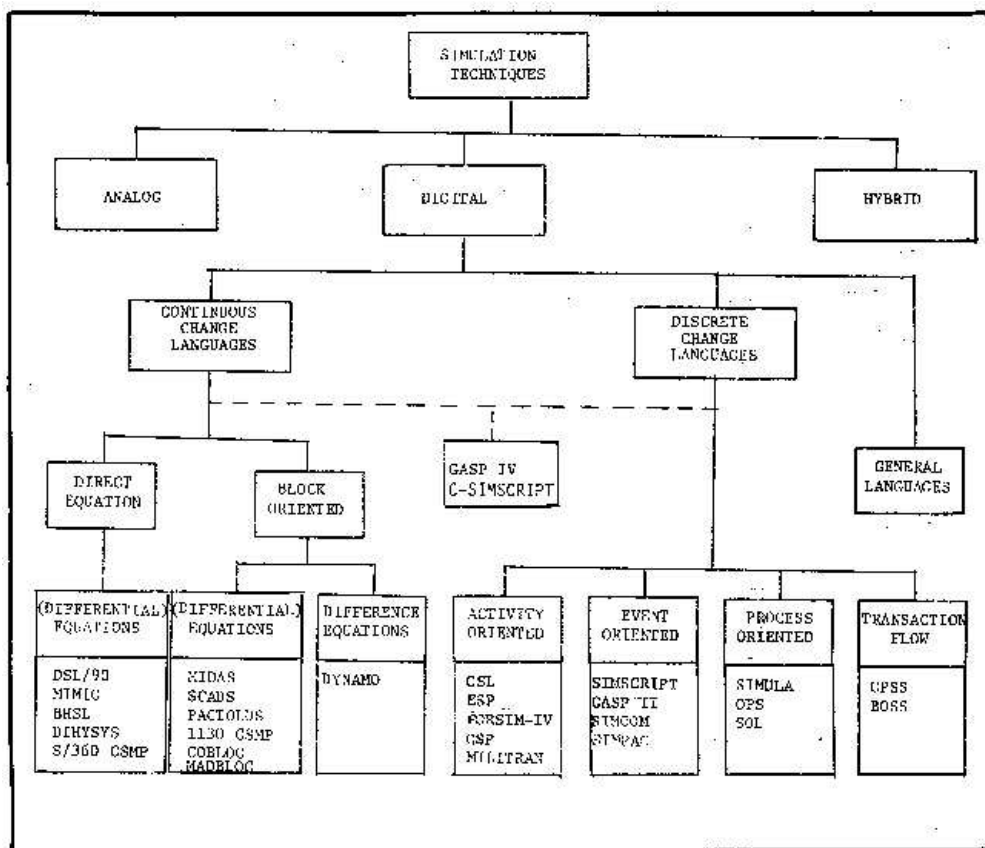 SIMULATION
TECHNIQUES
ANALOG
DIGITAL
HYBRID
CONTINUOUS
CHANGE
LANGUAGES
DISCRETE
CHANGE
LANGUAGES
DIRECT
EQUATION
BLOCK
ORIENTED
GASP IV
C-SIMSCRIPT
GENERAL
LANGUAGES
(DIFFERENTIAL)
EQUATIONS
DSL/90
MIMIC
BHSL
DIHYSYS
S/360 CSMP
(DIFFERENTIAL)
EQUATIONS
MIDAS
SCADS
PACTOLUS
1130 CSMP
COBLOC
MADBLOC
DIFFERENCE
EQUATIONS
DYNAMO
ACTIVITY
ORIENTED
CSL
ESP
FORSIM-IV
GSP
MILITRAN
EVENT
ORIENTED
SIMSCRIPT
GASP II
SIMCOM
SIMPAC
PROCESS
ORIENTED
SIMULA
OPS
SOL
TRANSACTION
FLOW
GPSS
BOSS